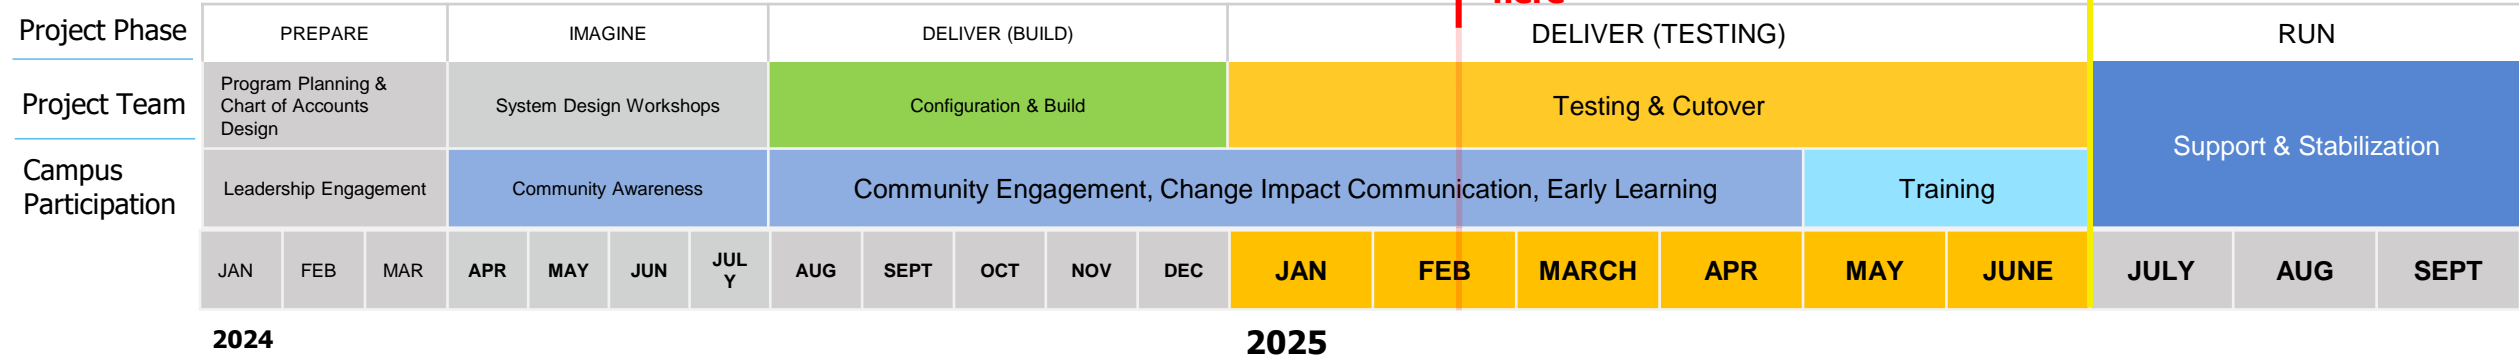 here
Project Phase
PREPARE
IMAGINE
DELIVER (BUILD)
DELIVER (TESTING)
RUN
Project Team
Program Planning &
Chart of Accounts
Design
System Design Workshops
Configuration & Build
Testing & Cutover
Support & Stabilization
Campus
Participation
Leadership Engagement
Community Awareness
Community Engagement, Change Impact Communication, Early Learning
Training
JAN
FEB
MAR
APR
MAY
JUN
JUL
Y
AUG
SEPT
OCT
NOV
DEC
JAN
FEB
MARCH
APR
MAY
JUNE
JULY
AUG
SEPT
2024
2025